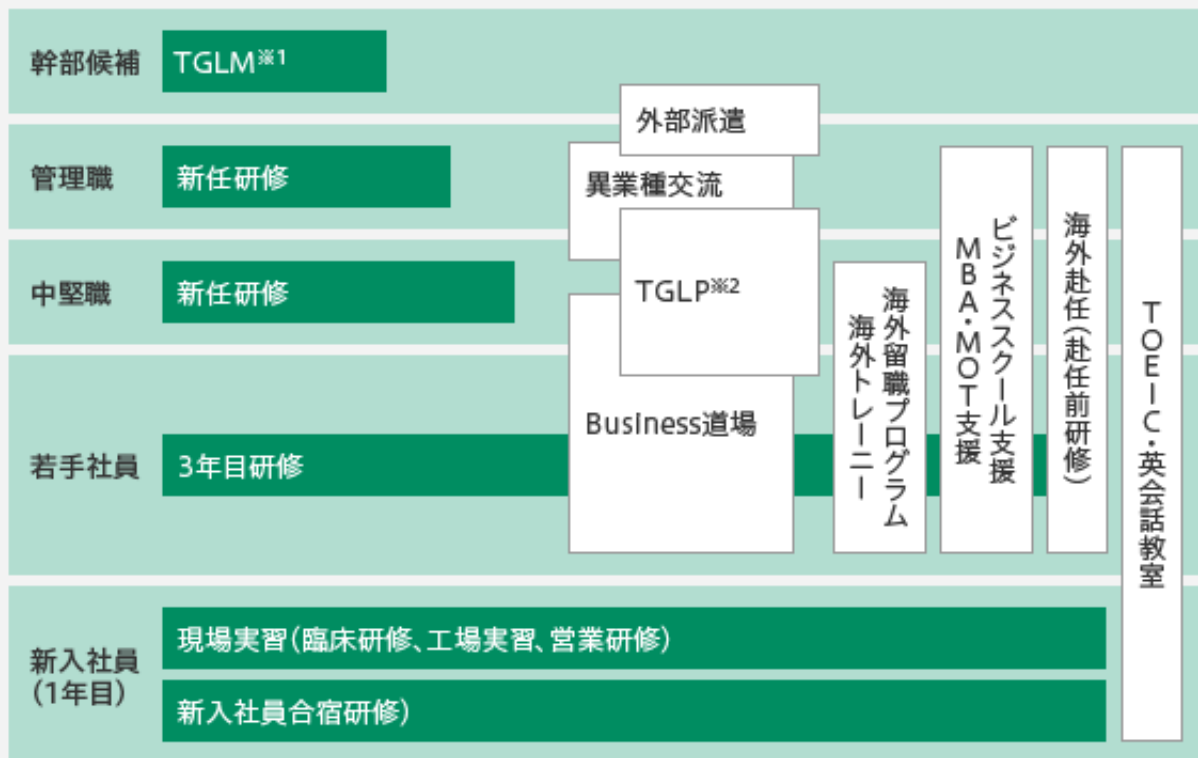 幹部候補
TGLM※1
外部派遣
管理職
新任研修
異業種交流
中堅職
新任研修
TGLP※2
若手社員
3年目研修
Business道場
海外留職プログラム
海外トレーニー
ビジネススクール支援
MBA・MOT支援
海外赴任(赴任前研修)
TOEIC・英会話教室
新入社員
(1年目)
現場実習(臨床研修、工場実習、営業研修)
新入社員合宿研修)